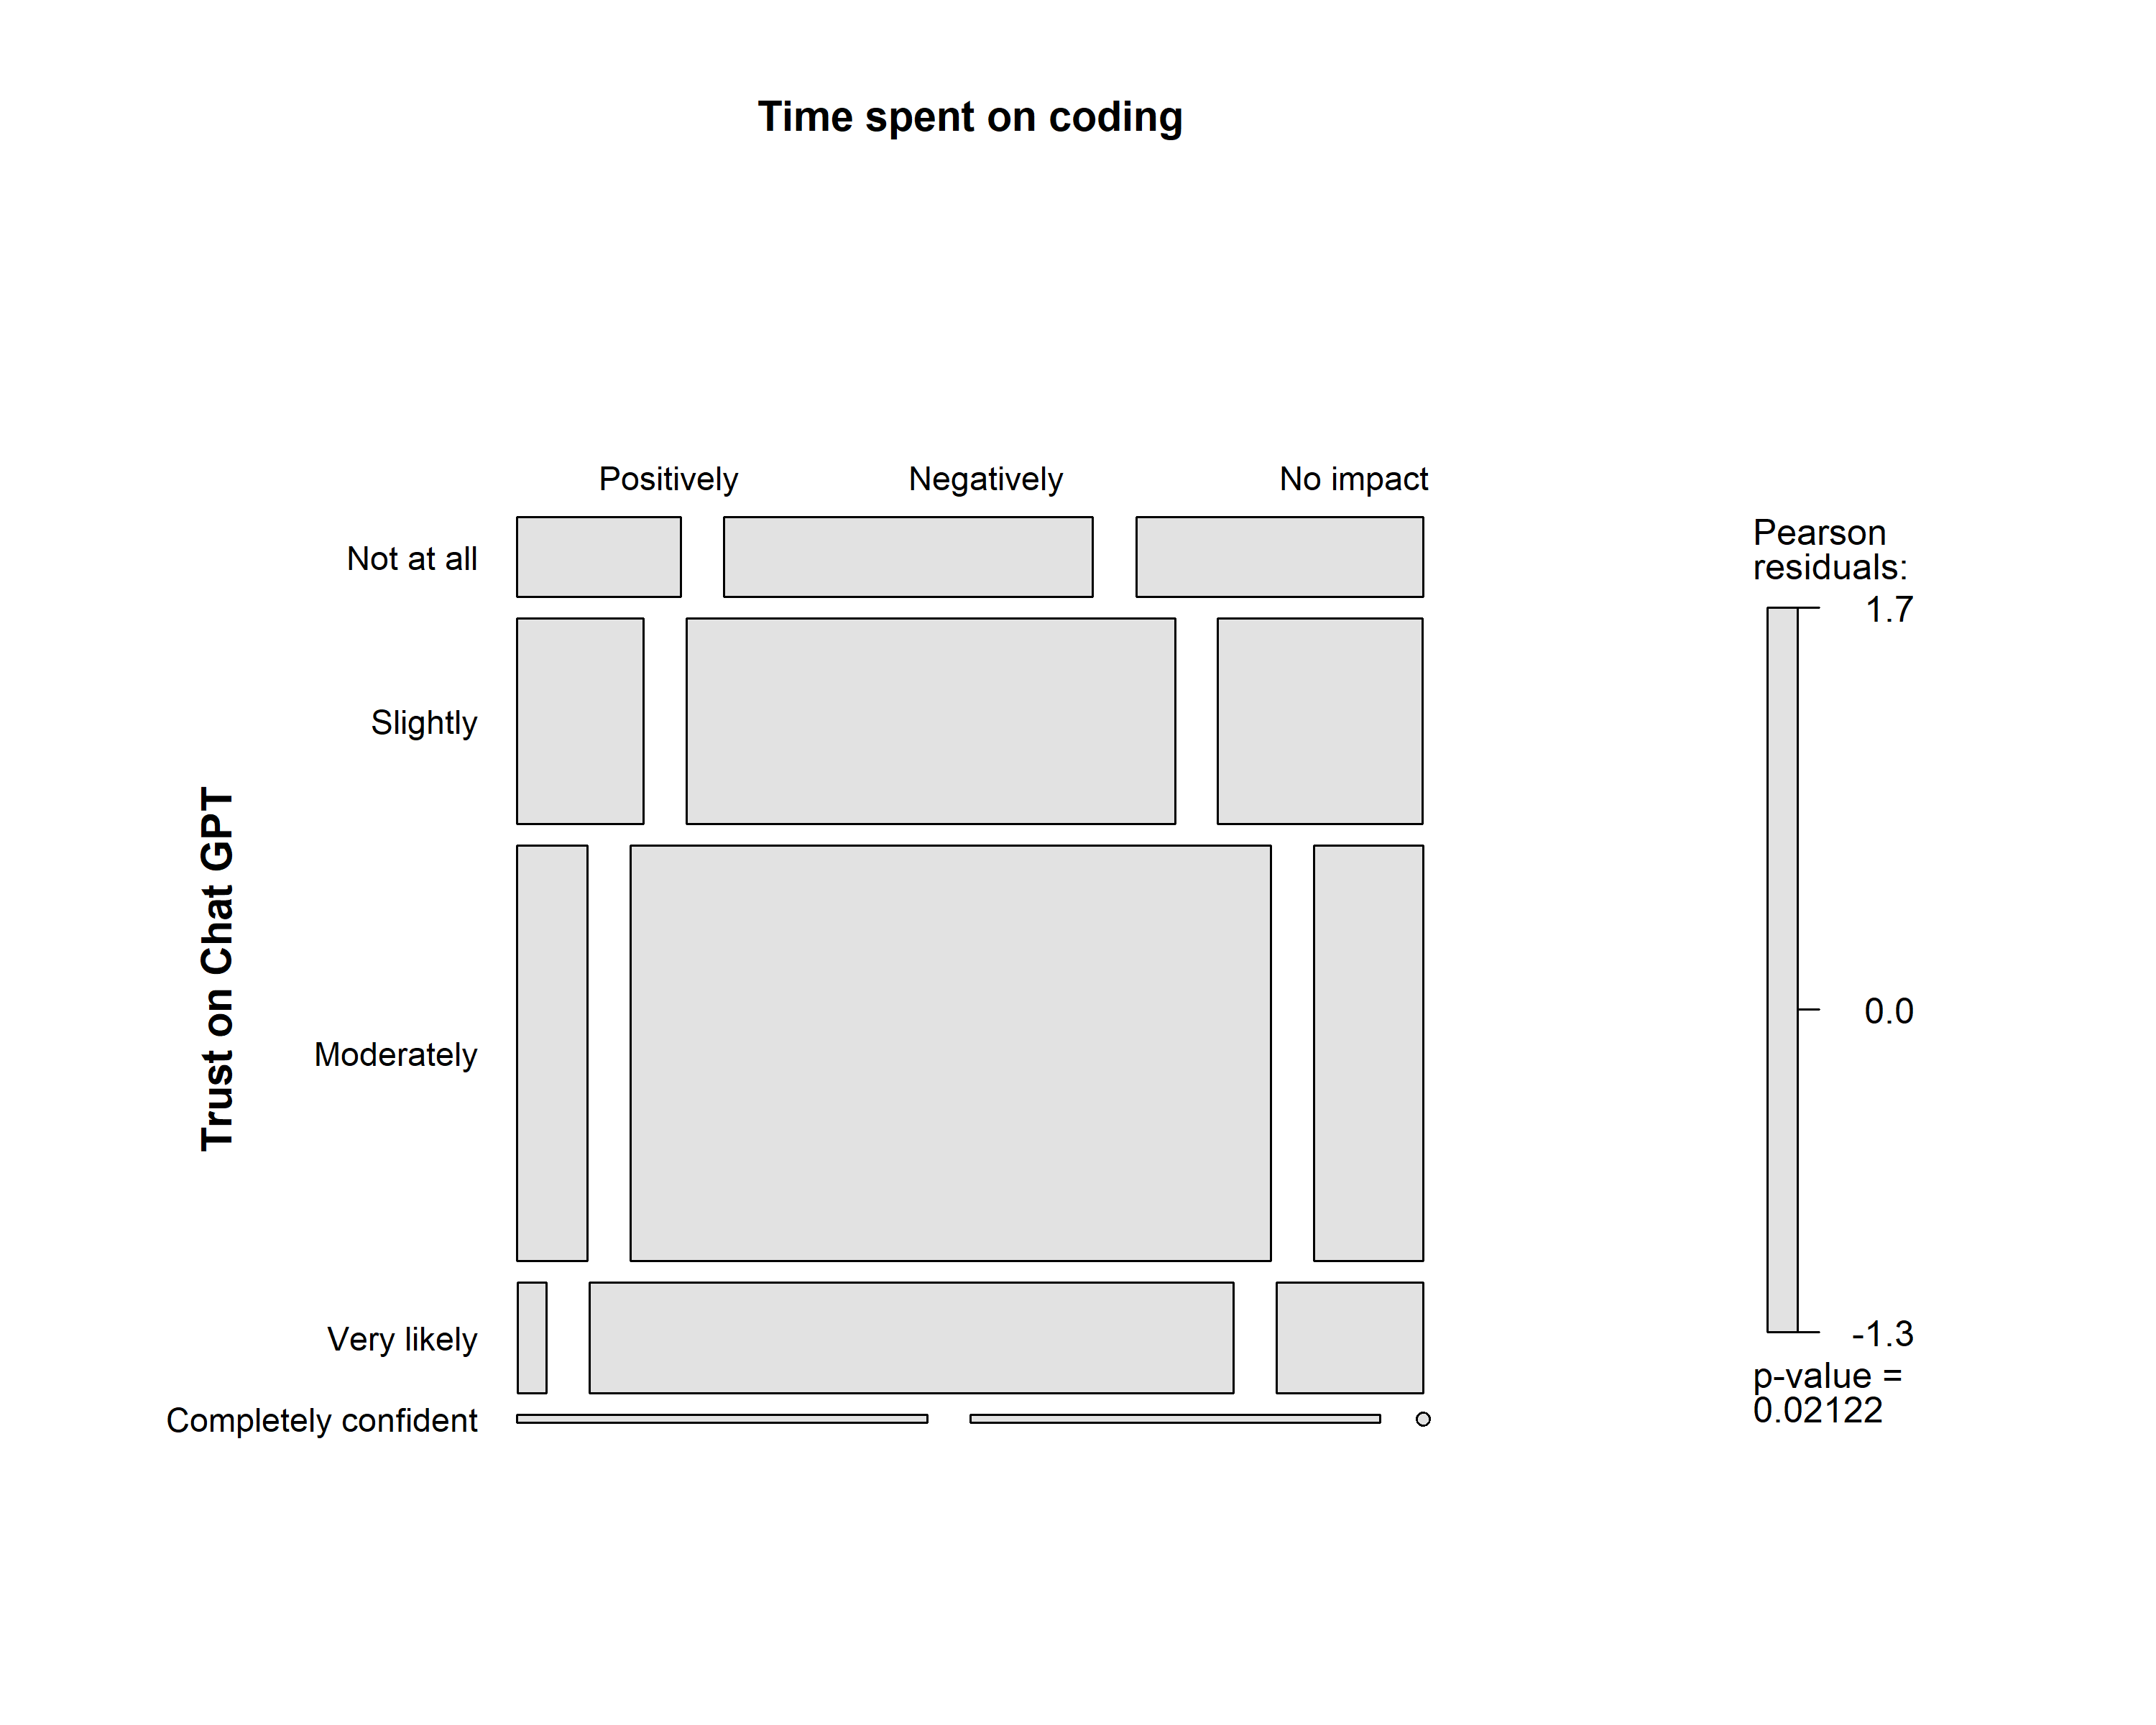 Time spent on coding
Positively Negatively No impact
Trust on Chat GPT
Not at all
Slightly
Moderately
Very likely
Completely confident
Pearson
residuals:
1.7
0.0
-1.3
p-value =
0.02122